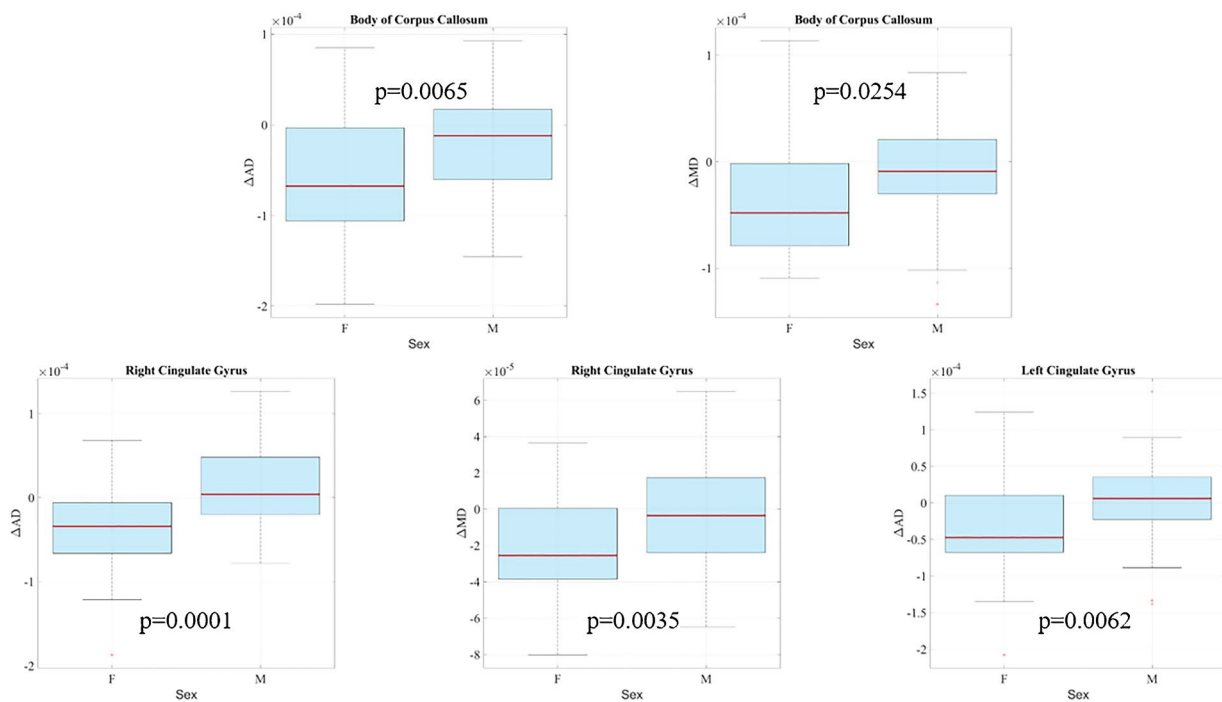 Body of Corpus Callosum
×10⁻⁴
1
0
-1
-2
ΔAD
p=0.0065
F
M
Sex
Body of Corpus Callosum
×10⁻⁴
1
0
-1
ΔMD
p=0.0254
F
M
Sex
Right Cingulate Gyrus
×10⁻⁴
1
0
-1
-2
ΔAD
p=0.0001
F
M
Sex
Right Cingulate Gyrus
×10⁻⁵
6
4
2
0
-2
-4
-6
-8
ΔMD
p=0.0035
F
M
Sex
Left Cingulate Gyrus
×10⁻⁴
1.5
1
0.5
0
-0.5
-1
-1.5
-2
ΔAD
p=0.0062
F
M
Sex